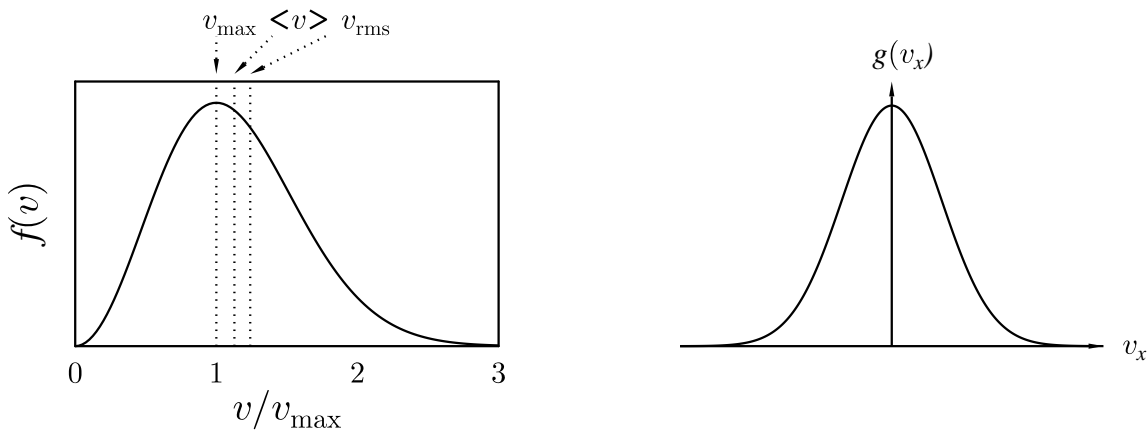 v_max <v> v_rms
f(v)
0 1 2 3
v/v_max
g(v_x)
v_x